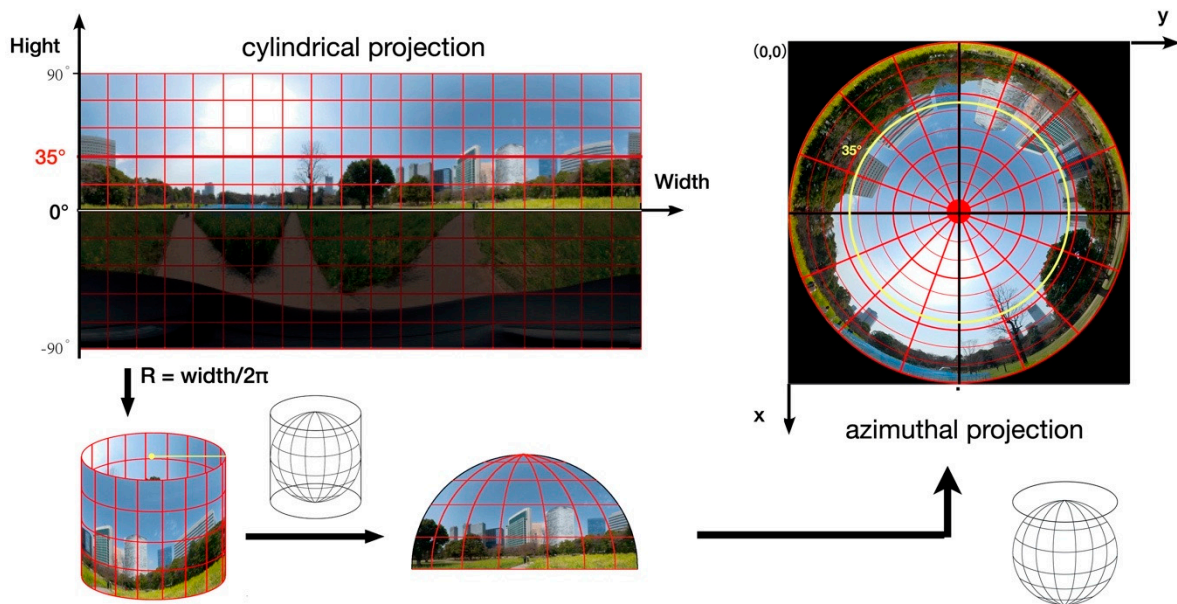 Hight
cylindrical projection
90°
35°
0°
-90°
Width
R = width/2π
y
(0,0)
35°
x
azimuthal projection